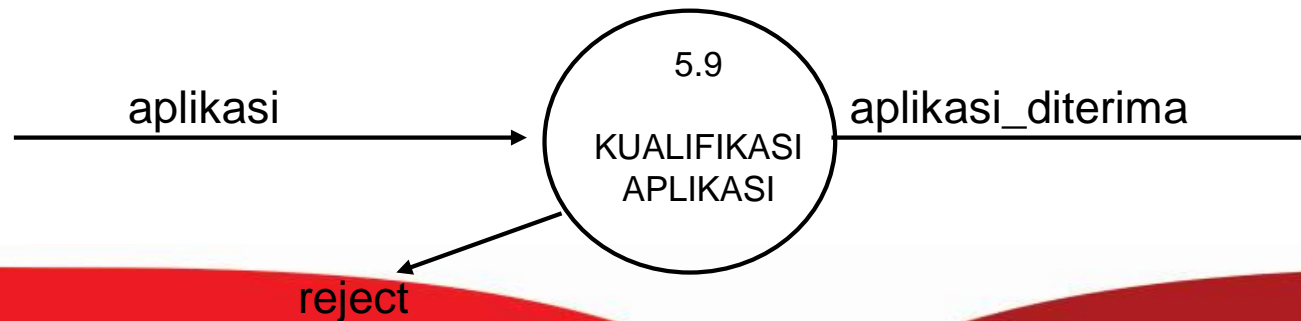 5.9
aplikasi
aplikasi_diterima
KUALIFIKASI
APLIKASI
reject